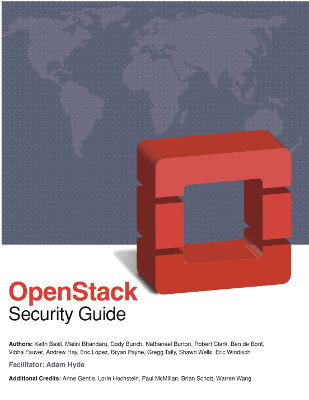 OpenStack
Security Guide
Authors: Keith Basil, Malini Bhandaru, Cody Bunch, Nathanael Burton, Robert Clark, Ben de Bont,
Vibha Fauver, Andrew Hay, Eric Lopez, Bryan Payne, Gregg Tally, Shawn Wells, Eric Windisch
Facilitator: Adam Hyde
Additional Credits: Anne Gentle, Lorin Hochstein, Paul McMillan, Brian Schott, Warren Wang